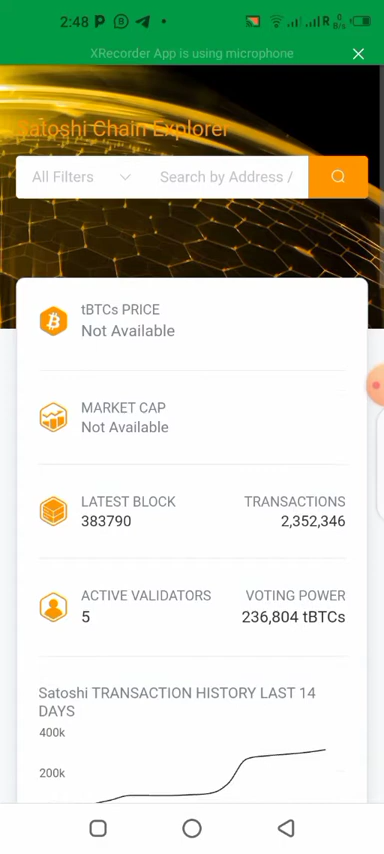 2:48 P B R 0 B/s
XRecorder App is using microphone
Satoshi Chain Explorer
All Filters Search by Address /
tBTCs PRICE
Not Available
MARKET CAP
Not Available
LATEST BLOCK TRANSACTIONS
383790 2,352,346
ACTIVE VALIDATORS VOTING POWER
5 236,804 tBTCs
Satoshi TRANSACTION HISTORY LAST 14
DAYS
400k
200k